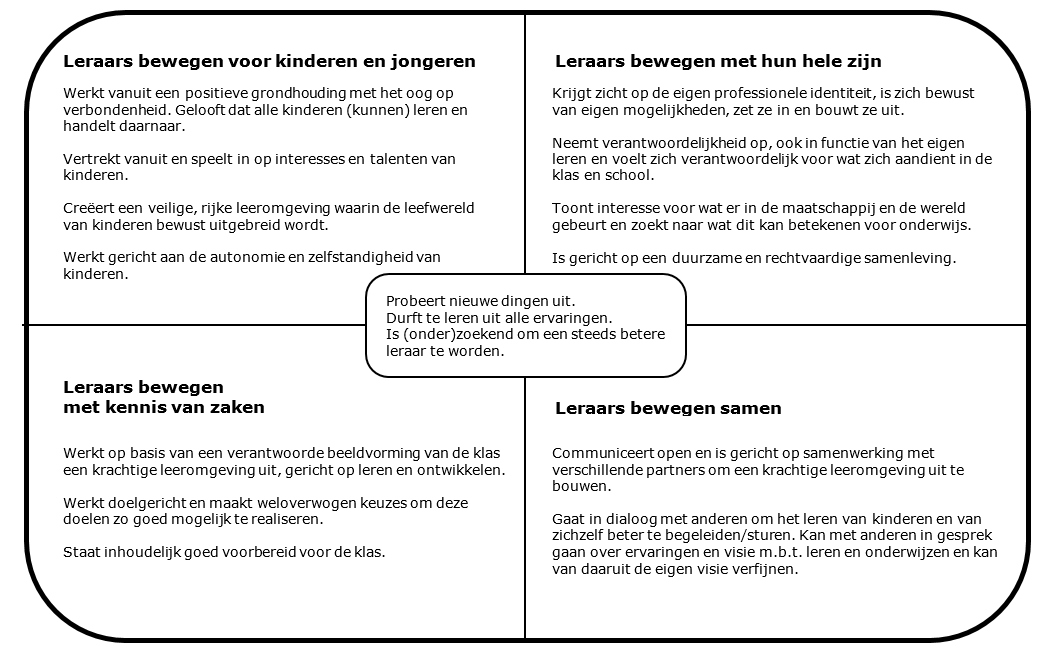 Leraars bewegen voor kinderen en jongeren
Werkt vanuit een positieve grondhouding met het oog op
verbondenheid. Gelooft dat alle kinderen (kunnen) leren en
handelt daarnaar.
Vertrekt vanuit en speelt in op interesses en talenten van
kinderen.
Creëert een veilige, rijke leeromgeving waarin de leefwereld
van kinderen bewust uitgebreid wordt.
Werkt gericht aan de autonomie en zelfstandigheid van
kinderen.
Leraars bewegen met hun hele zijn
Krijgt zicht op de eigen professionele identiteit, is zich bewust
van eigen mogelijkheden, zet ze in en bouwt ze uit.
Neemt verantwoordelijkheid op, ook in functie van het eigen
leren en voelt zich verantwoordelijk voor wat zich aandient in de
klas en school.
Toont interesse voor wat er in de maatschappij en de wereld
gebeurt en zoekt naar wat dit kan betekenen voor onderwijs.
Is gericht op een duurzame en rechtvaardige samenleving.
Probeert nieuwe dingen uit.
Durft te leren uit alle ervaringen.
Is (onder)zoekend om een steeds betere
leraar te worden.
Leraars bewegen
met kennis van zaken
Werkt op basis van een verantwoorde beeldvorming van de klas
een krachtige leeromgeving uit, gericht op leren en ontwikkelen.
Werkt doelgericht en maakt weloverwogen keuzes om deze
doelen zo goed mogelijk te realiseren.
Staat inhoudelijk goed voorbereid voor de klas.
Leraars bewegen samen
Communiceert open en is gericht op samenwerking met
verschillende partners om een krachtige leeromgeving uit te
bouwen.
Gaat in dialoog met anderen om het leren van kinderen en van
zichzelf beter te begeleiden/sturen. Kan met anderen in gesprek
gaan over ervaringen en visie m.b.t. leren en onderwijzen en kan
van daaruit de eigen visie verfijnen.